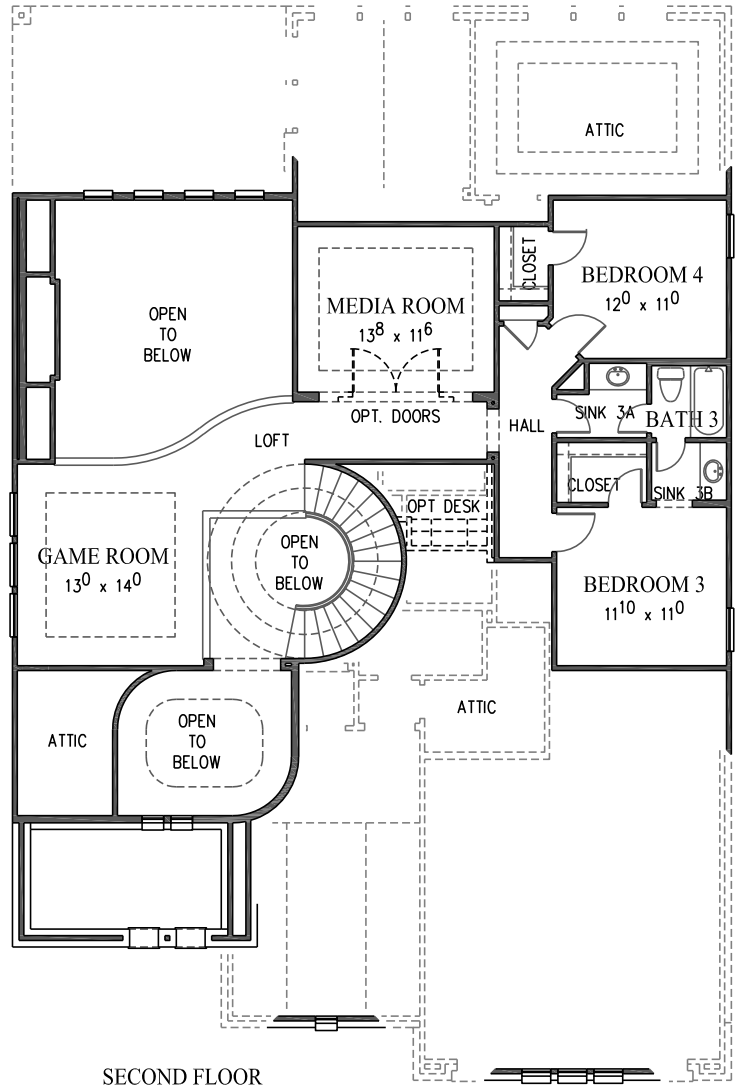 ATTIC
CLOSET
BEDROOM 4
12⁰ x 11⁰
MEDIA ROOM
13⁸ x 11⁶
OPEN
TO
BELOW
OPT. DOORS
SINK 3A
BATH 3
HALL
LOFT
CLOSET
SINK 3B
OPT DESK
OPEN
TO
BELOW
GAME ROOM
13⁰ x 14⁰
BEDROOM 3
11¹⁰ x 11⁰
ATTIC
OPEN
TO
BELOW
ATTIC
SECOND FLOOR